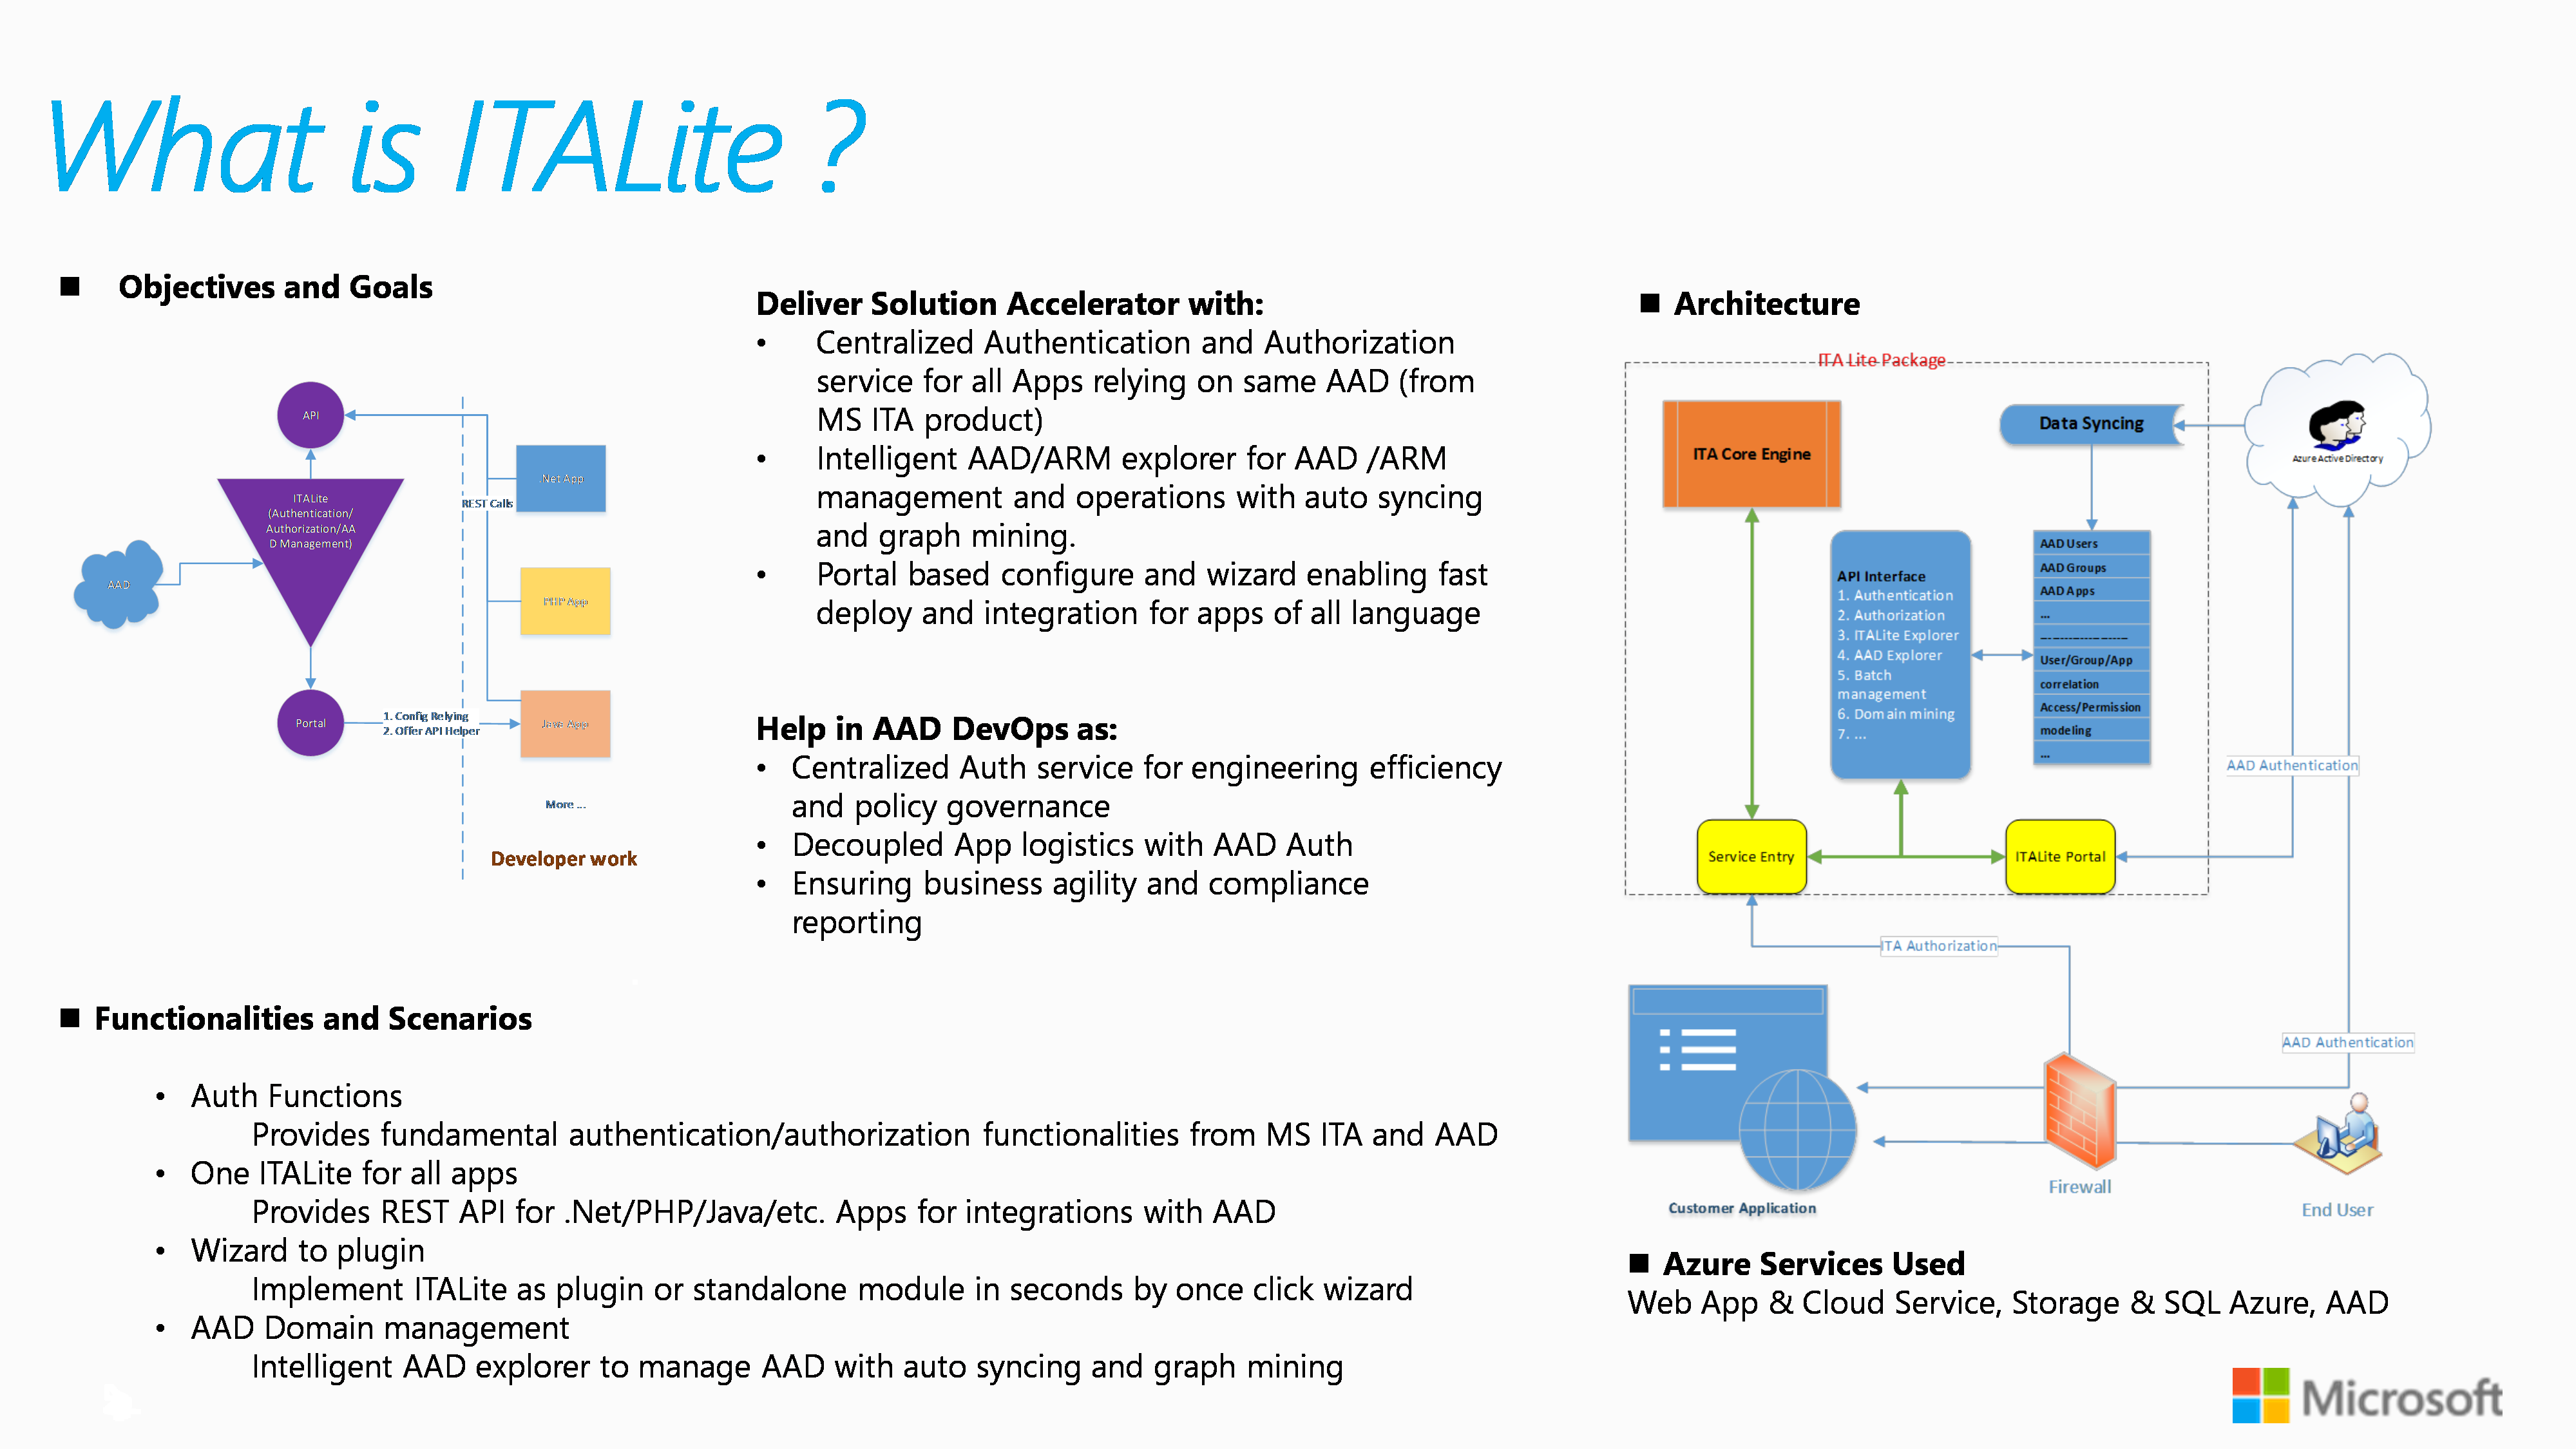 What is ITALite ?
■ Objectives and Goals
API
ITALite
(Authentication/
Authorization/AA
D Management)
AAD
Portal
REST Calls
.Net App
PHP App
Java App
1. Config Relying
2. Offer API Helper
More ...
Developer work
Deliver Solution Accelerator with:
• Centralized Authentication and Authorization
service for all Apps relying on same AAD (from
MS ITA product)
• Intelligent AAD/ARM explorer for AAD /ARM
management and operations with auto syncing
and graph mining.
• Portal based configure and wizard enabling fast
deploy and integration for apps of all language
Help in AAD DevOps as:
• Centralized Auth service for engineering efficiency
and policy governance
• Decoupled App logistics with AAD Auth
• Ensuring business agility and compliance
reporting
■ Functionalities and Scenarios
• Auth Functions
Provides fundamental authentication/authorization functionalities from MS ITA and AAD
• One ITALite for all apps
Provides REST API for .Net/PHP/Java/etc. Apps for integrations with AAD
• Wizard to plugin
Implement ITALite as plugin or standalone module in seconds by once click wizard
• AAD Domain management
Intelligent AAD explorer to manage AAD with auto syncing and graph mining
■ Architecture
ITA Lite Package
ITA Core Engine
Data Syncing
Azure Active Directory
API Interface
1. Authentication
2. Authorization
3. ITALite Explorer
4. AAD Explorer
5. Batch
management
6. Domain mining
7. ...
AAD Users
AAD Groups
AAD Apps
...
-------------------
User/Group/App
correlation
Access/Permission
modeling
...
AAD Authentication
Service Entry
ITALite Portal
ITA Authorization
AAD Authentication
Firewall
Customer Application
End User
■ Azure Services Used
Web App & Cloud Service, Storage & SQL Azure, AAD
Microsoft